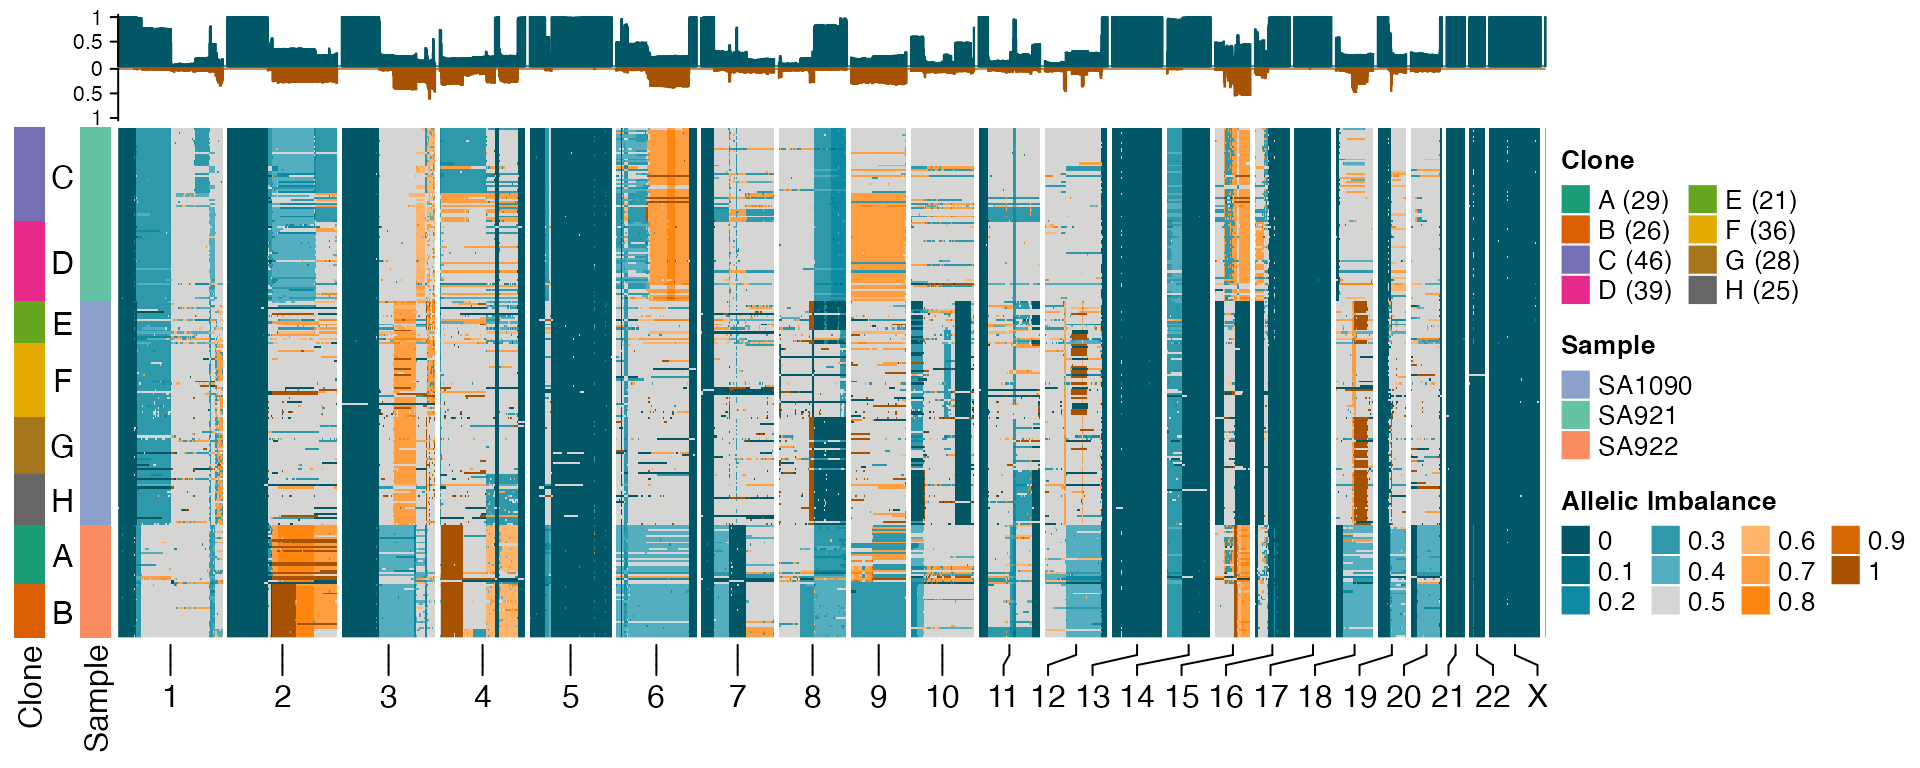 1
0.5
0
0.5
1
C
D
E
F
G
H
A
B
Clone
Sample
1 2 3 4 5 6 7 8 9 10 11 12 13 14 15 16 17 18 19 20 21 22 X
Clone
A (29) E (21)
B (26) F (36)
C (46) G (28)
D (39) H (25)
Sample
SA1090
SA921
SA922
Allelic Imbalance
0 0.3 0.6 0.9
0.1 0.4 0.7 1
0.2 0.5 0.8